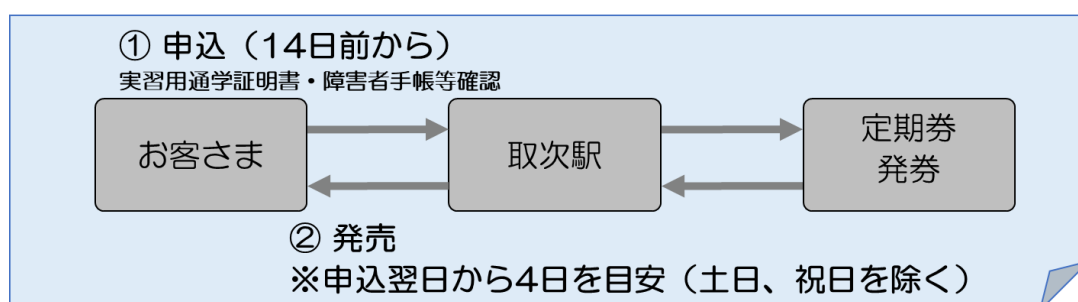 ① 申込（14日前から）
実習用通学証明書・障害者手帳等確認
お客さま
取次駅
定期券
発券
② 発売
※申込翌日から4日を目安（土日、祝日を除く）